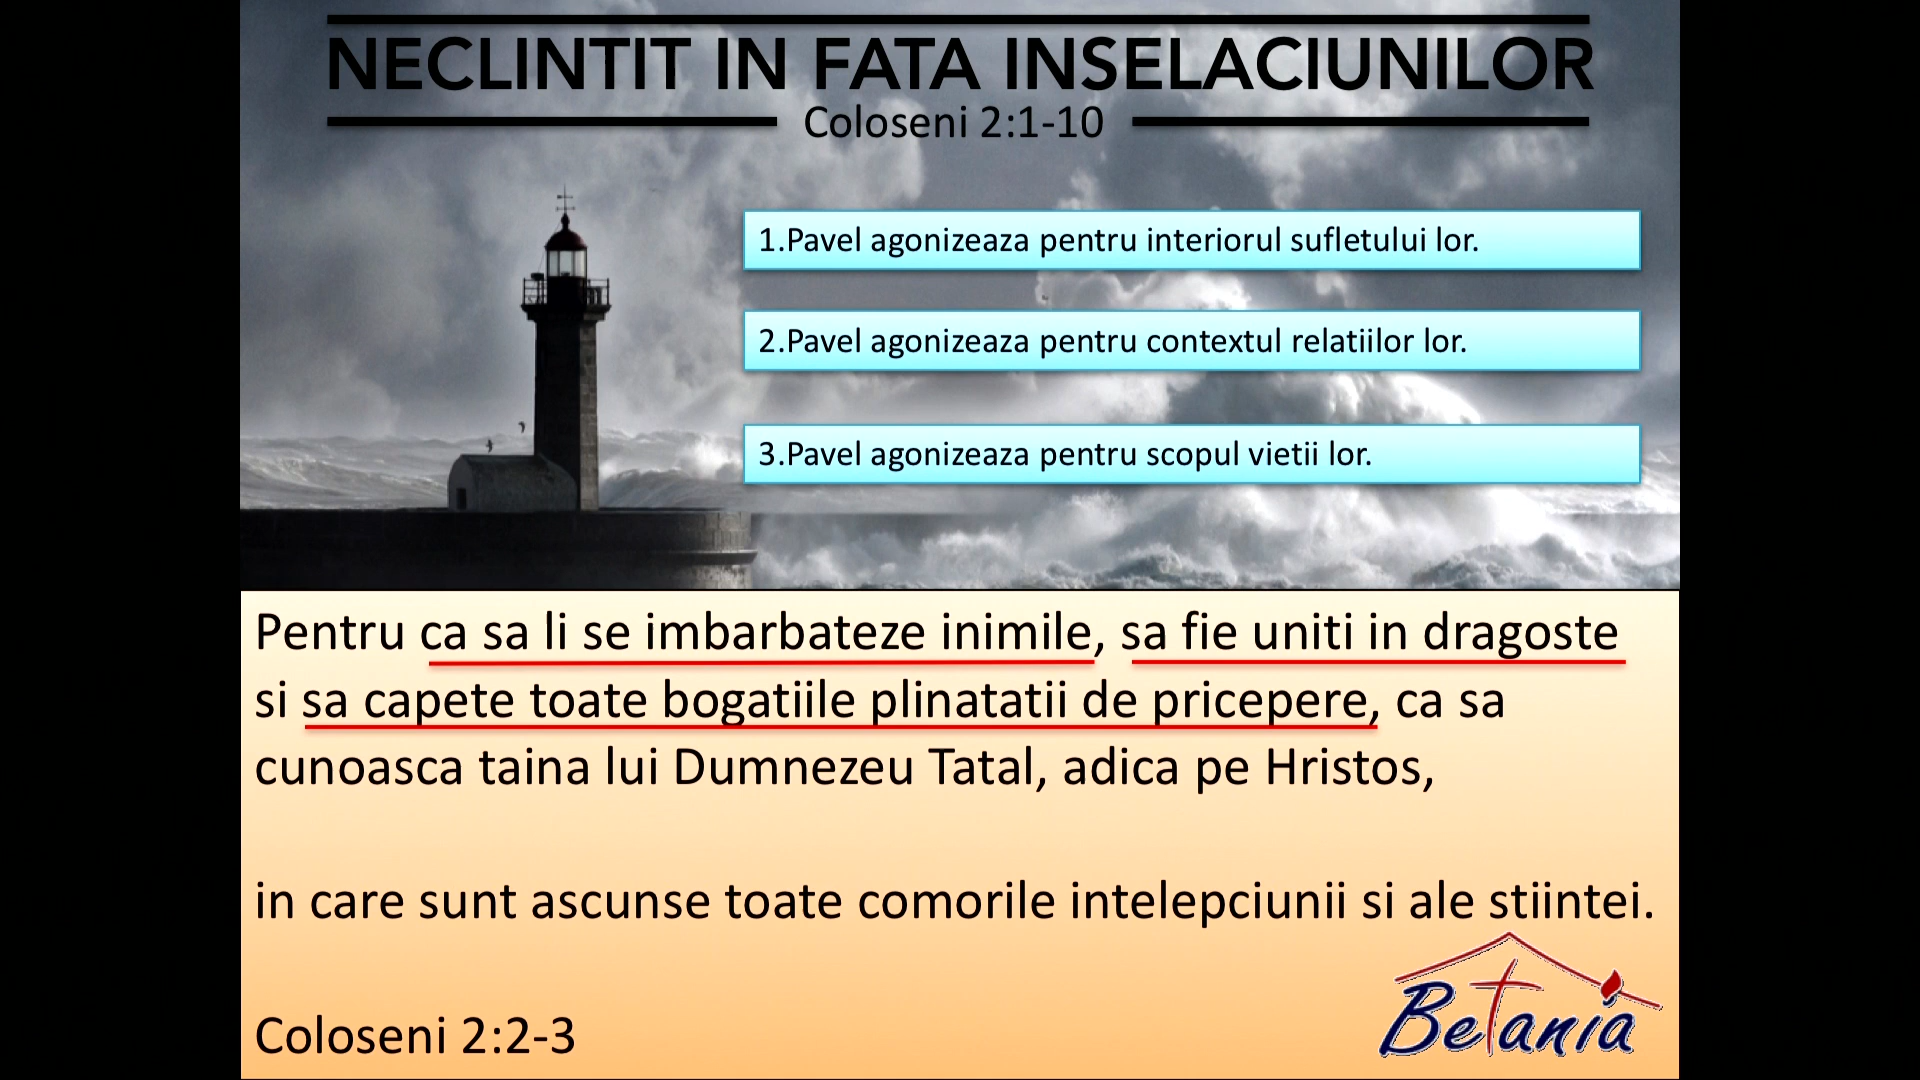 NECLINTIT IN FATA INSELACIUNILOR
Coloseni 2:1-10
1.Pavel agonizeaza pentru interiorul sufletului lor.
2.Pavel agonizeaza pentru contextul relatiilor lor.
3.Pavel agonizeaza pentru scopul vietii lor.
Pentru ca sa li se imbarbateze inimile, sa fie uniti in dragoste
si sa capete toate bogatiile plinatatii de pricepere, ca sa
cunoasca taina lui Dumnezeu Tatal, adica pe Hristos,
in care sunt ascunse toate comorile intelepciunii si ale stiintei.
Coloseni 2:2-3
Betania